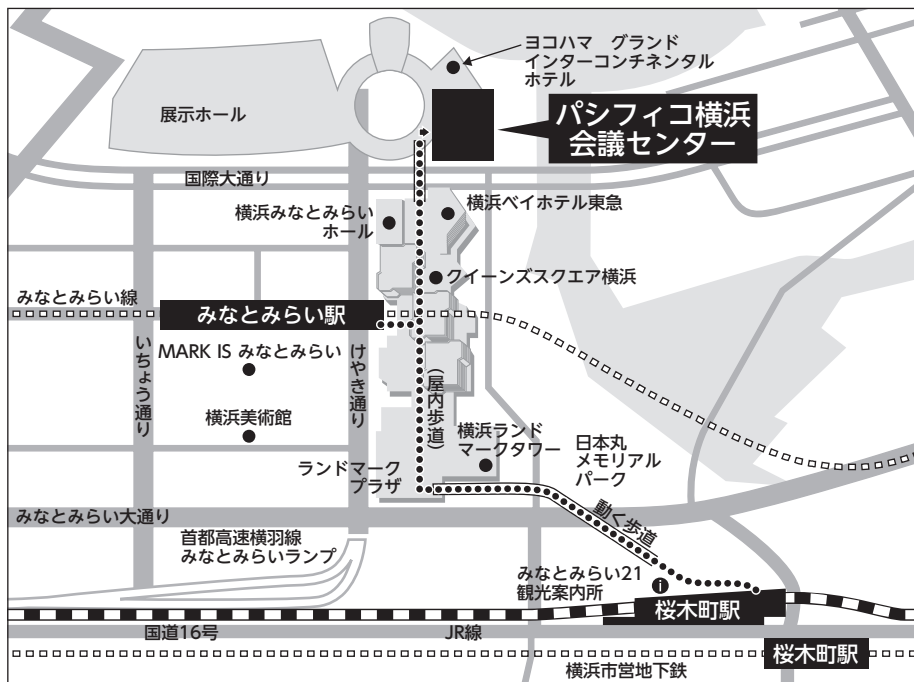 ヨコハマ グランド
インターコンチネンタル
ホテル
展示ホール
パシフィコ横浜
会議センター
国際大通り
横浜みなとみらい
ホール
横浜ベイホテル東急
クイーンズスクエア横浜
みなとみらい線
みなとみらい駅
いちょう通り
MARK IS みなとみらい
けやき通り
(屋内歩道)
横浜美術館
横浜ランド
マークタワー
日本丸
メモリアル
パーク
ランドマーク
プラザ
みなとみらい大通り
動く歩道
首都高速横羽線
みなとみらいランプ
みなとみらい21
観光案内所
i
桜木町駅
国道16号
JR線
桜木町駅
横浜市営地下鉄